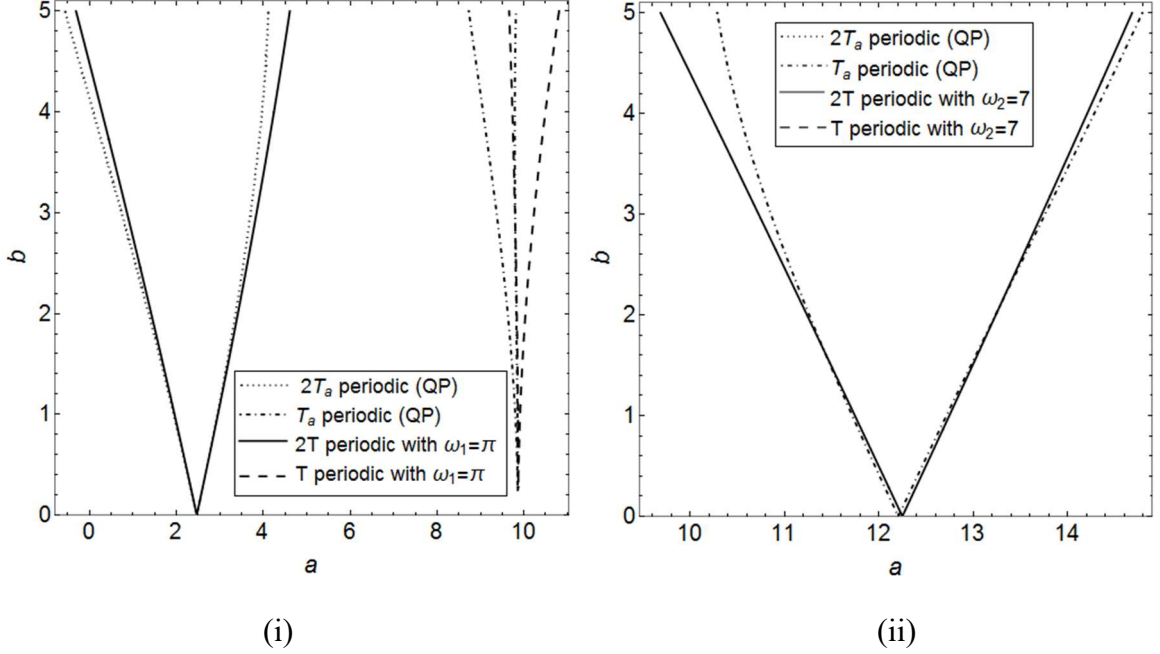 5
4
3
2
1
0
b
2Tₐ periodic (QP)
Tₐ periodic (QP)
2T periodic with ω₁=π
T periodic with ω₁=π
0 2 4 6 8 10
a
(i)
5
4
3
2
1
0
b
2Tₐ periodic (QP)
Tₐ periodic (QP)
2T periodic with ω₂=7
T periodic with ω₂=7
10 11 12 13 14
a
(ii)